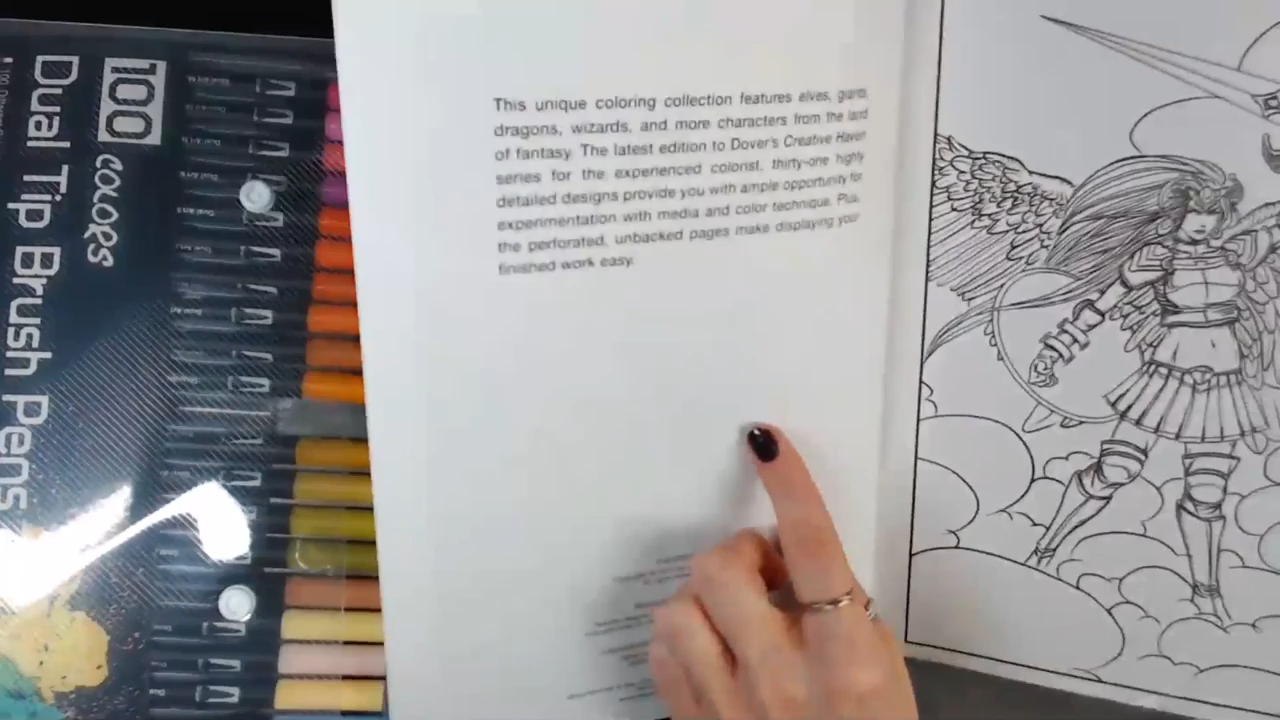 100 colors
Dual Tip Brush Pens
This unique coloring collection features elves, giants,
dragons, wizards, and more characters from the land
of fantasy. The latest edition to Dover's Creative Haven
series for the experienced colorist, thirty-one highly
detailed designs provide you with ample opportunity for
experimentation with media and color technique. Plus,
the perforated, unbacked pages make displaying your
finished work easy.